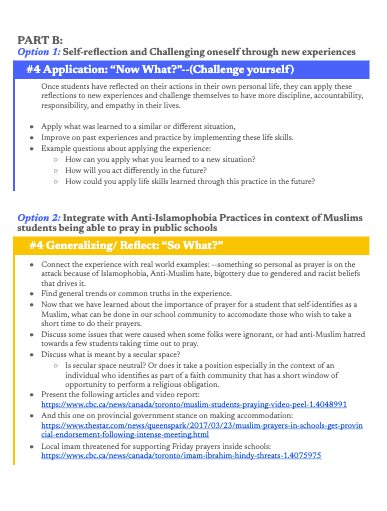 PART B:
Option 1: Self-reflection and Challenging oneself through new experiences
#4 Application: “Now What?”--(Challenge yourself)
Once students have reflected on their actions in their own personal life, they can apply these
reflections to new experiences and challenge themselves to have more discipline, accountability,
responsibility, and empathy in their lives.
● Apply what was learned to a similar or different situation,
● Improve on past experiences and practice by implementing these life skills.
● Example questions about applying the experience:
○ How can you apply what you learned to a new situation?
○ How will you act differently in the future?
○ How could you apply life skills learned through this practice in the future?
Option 2: Integrate with Anti-Islamophobia Practices in context of Muslims
students being able to pray in public schools
#4 Generalizing/ Reflect: “So What?”
● Connect the experience with real world examples: --something so personal as prayer is on the
attack because of Islamophobia, Anti-Muslim hate, bigottery due to gendered and racist beliefs
that drives it.
● Find general trends or common truths in the experience.
● Now that we have learned about the importance of prayer for a student that self-identifies as a
Muslim, what can be done in our school community to accomodate those who wish to take a
short time to do their prayers.
● Discuss some issues that were caused when some folks were ignorant, or had anti-Muslim hatred
towards a few students taking time out to pray.
● Discuss what is meant by a secular space?
○ Is secular space neutral? Or does it take a position especially in the context of an
individual who identifies as part of a faith community that has a short window of
opportunity to perform a religious obligation.
● Present the following articles and video report:
https://www.cbc.ca/news/canada/toronto/muslim-students-praying-video-peel-1.4048991
● And this one on provincial government stance on making accommodation:
https://www.thestar.com/news/queenspark/2017/03/23/muslim-prayers-in-schools-get-provin
cial-endorsement-following-intense-meeting.html
● Local imam threatened for supporting Friday prayers inside schools:
https://www.cbc.ca/news/canada/toronto/imam-ibrahim-hindy-threats-1.4075975